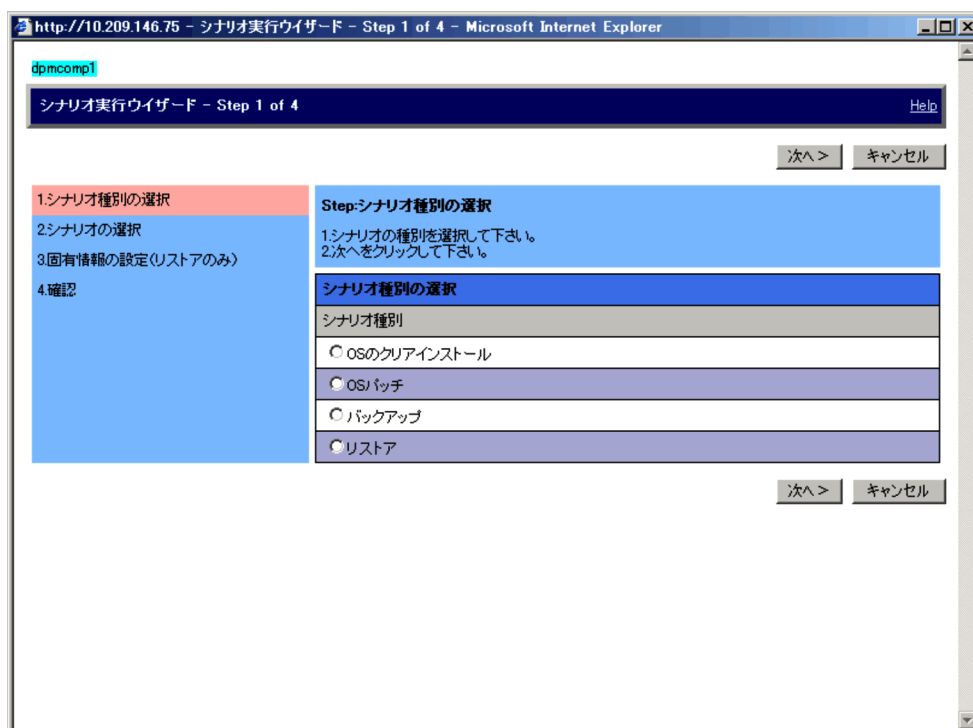 http://10.209.146.75 - シナリオ実行ウイザード - Step 1 of 4 - Microsoft Internet Explorer
dpmcomp1
シナリオ実行ウイザード - Step 1 of 4
Help
次へ >
キャンセル
1.シナリオ種別の選択
2.シナリオの選択
3.固有情報の設定(リストアのみ)
4.確認
Step:シナリオ種別の選択
1.シナリオの種別を選択して下さい。
2.次へをクリックして下さい。
シナリオ種別の選択
シナリオ種別
OSのクリアインストール
OSパッチ
バックアップ
リストア
次へ >
キャンセル